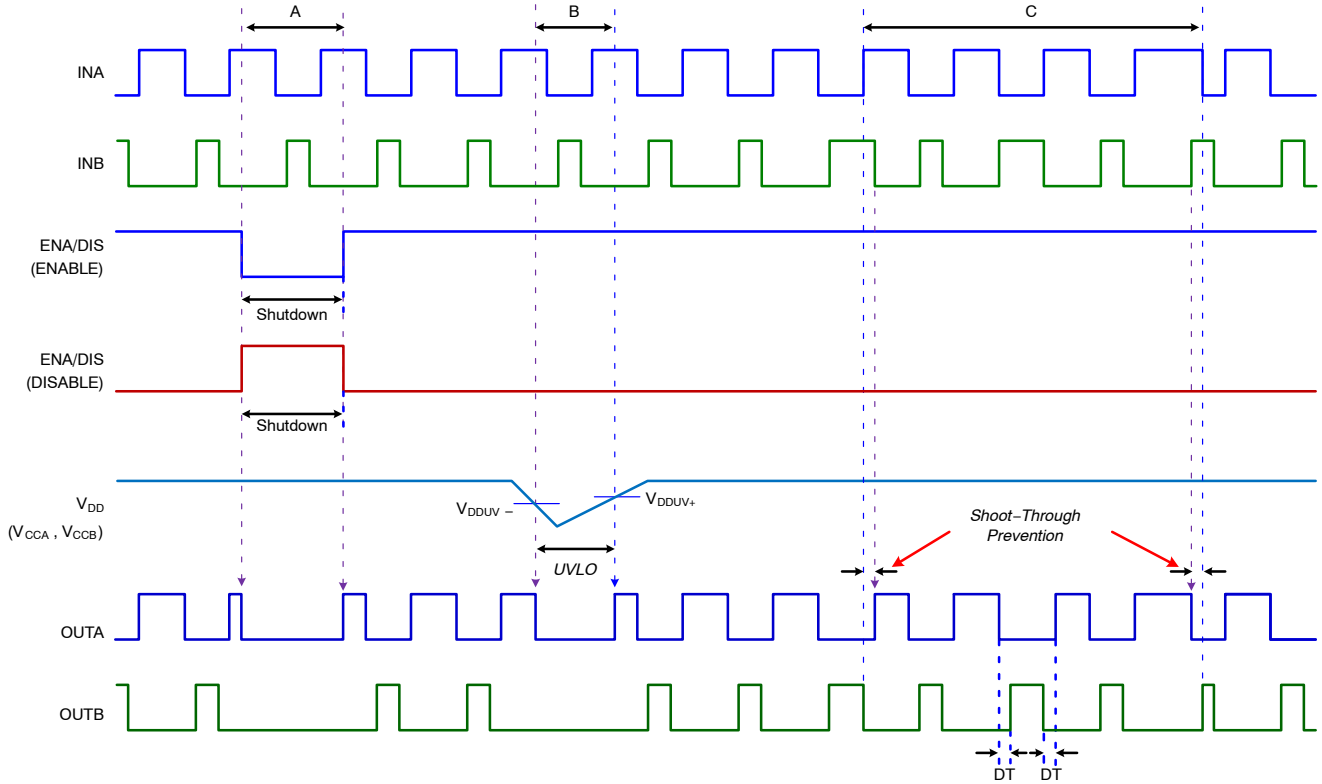 A
B
C
INA
INB
ENA/DIS
(ENABLE)
Shutdown
ENA/DIS
(DISABLE)
Shutdown
VDD
(VCCA , VCCB)
VDDUV −
VDDUV+
UVLO
Shoot−Through
Prevention
OUTA
OUTB
DT
DT